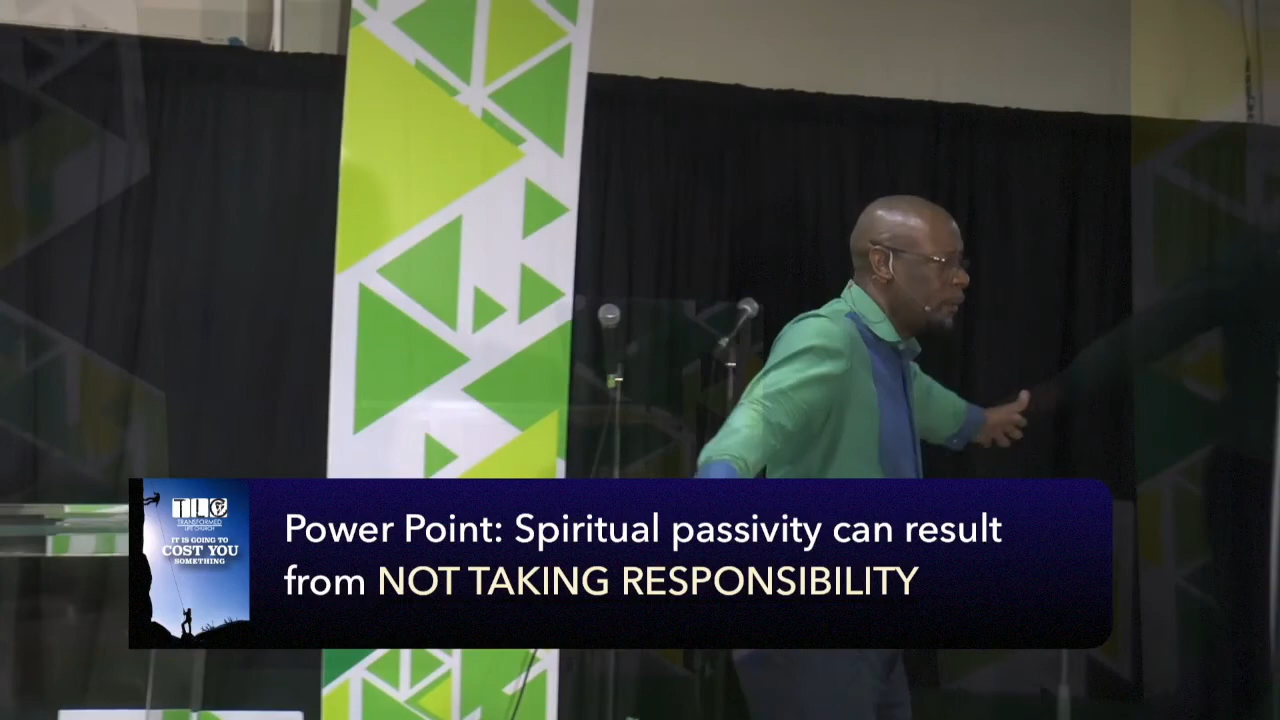 TLC
TRANSFORMED
LIFE CHURCH
IT IS GOING TO
COST YOU
SOMETHING
Power Point: Spiritual passivity can result
from NOT TAKING RESPONSIBILITY